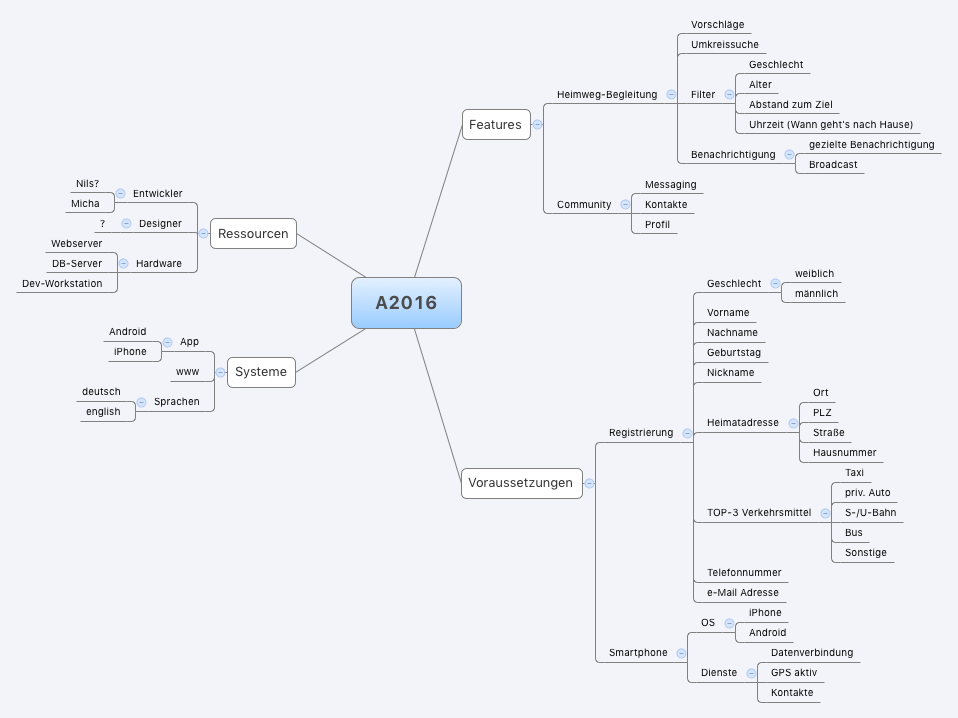 A2016
Features
Heimweg-Begleitung
Vorschläge
Umkreissuche
Filter
Geschlecht
Alter
Abstand zum Ziel
Uhrzeit (Wann geht's nach Hause)
Benachrichtigung
gezielte Benachrichtigung
Broadcast
Community
Messaging
Kontakte
Profil
Voraussetzungen
Registrierung
Geschlecht
weiblich
männlich
Vorname
Nachname
Geburtstag
Nickname
Heimatadresse
Ort
PLZ
Straße
Hausnummer
TOP-3 Verkehrsmittel
Taxi
priv. Auto
S-/U-Bahn
Bus
Sonstige
Telefonnummer
e-Mail Adresse
Smartphone
OS
iPhone
Android
Dienste
Datenverbindung
GPS aktiv
Kontakte
Ressourcen
Entwickler
Nils?
Micha
Designer
?
Hardware
Webserver
DB-Server
Dev-Workstation
Systeme
App
Android
iPhone
www
Sprachen
deutsch
english